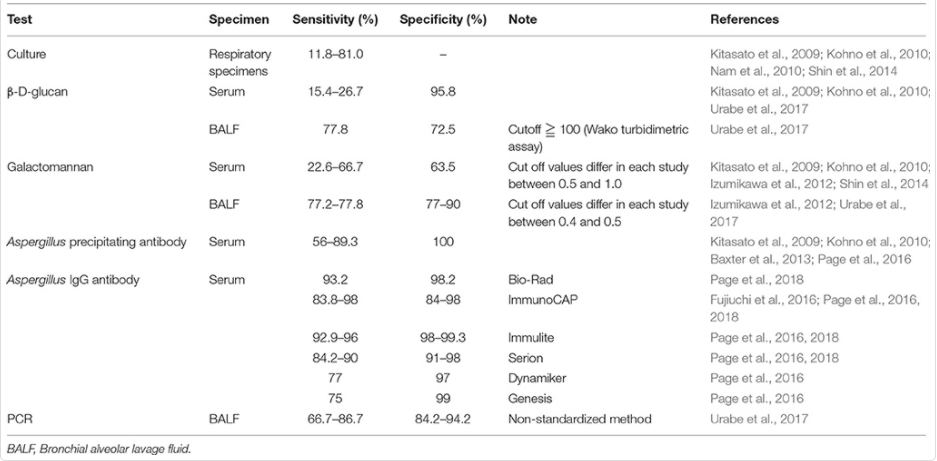 Test Specimen Sensitivity (%) Specificity (%) Note References
Culture Respiratory 11.8–81.0 – Kitasato et al., 2009; Kohno et al., 2010;
specimens Nam et al., 2010; Shin et al., 2014
β-D-glucan Serum 15.4–26.7 95.8 Kitasato et al., 2009; Kohno et al., 2010;
Urabe et al., 2017
BALF 77.8 72.5 Cutoff ≧ 100 (Wako turbidimetric Urabe et al., 2017
assay)
Galactomannan Serum 22.6–66.7 63.5 Cut off values differ in each study Kitasato et al., 2009; Kohno et al., 2010;
between 0.5 and 1.0 Izumikawa et al., 2012; Shin et al., 2014
BALF 77.2–77.8 77–90 Cut off values differ in each study Izumikawa et al., 2012; Urabe et al.,
between 0.4 and 0.5 2017
Aspergillus precipitating antibody Serum 56–89.3 100 Kitasato et al., 2009; Kohno et al., 2010;
Baxter et al., 2013; Page et al., 2016
Aspergillus IgG antibody Serum 93.2 98.2 Bio-Rad Page et al., 2018
83.8–98 84–98 ImmunoCAP Fujiuchi et al., 2016; Page et al., 2016,
2018
92.9–96 98–99.3 Immulite Page et al., 2016, 2018
84.2–90 91–98 Serion Page et al., 2016, 2018
77 97 Dynamiker Page et al., 2016
75 99 Genesis Page et al., 2016
PCR BALF 66.7–86.7 84.2–94.2 Non-standardized method Urabe et al., 2017
BALF, Bronchial alveolar lavage fluid.